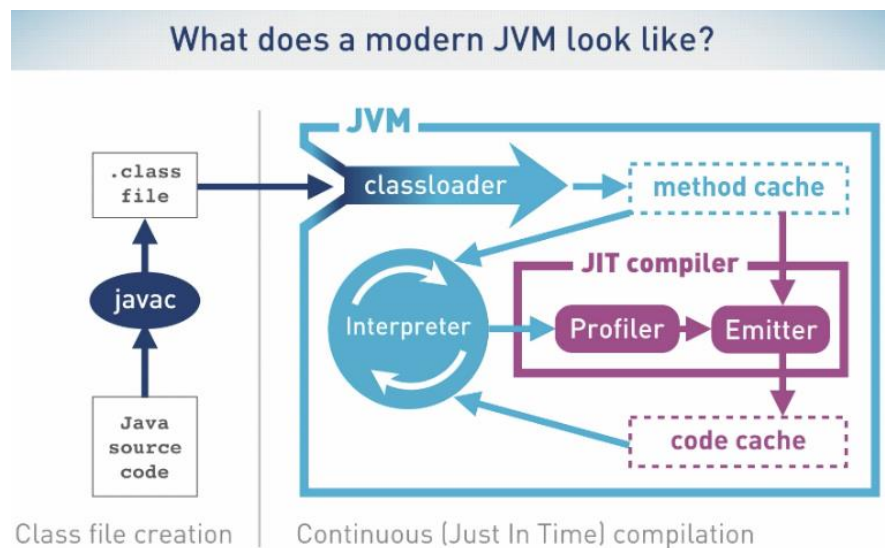 What does a modern JVM look like?
JVM
.class
file
classloader
method cache
javac
JIT compiler
Interpreter
Profiler
Emitter
Java
source
code
code cache
Class file creation
Continuous (Just In Time) compilation